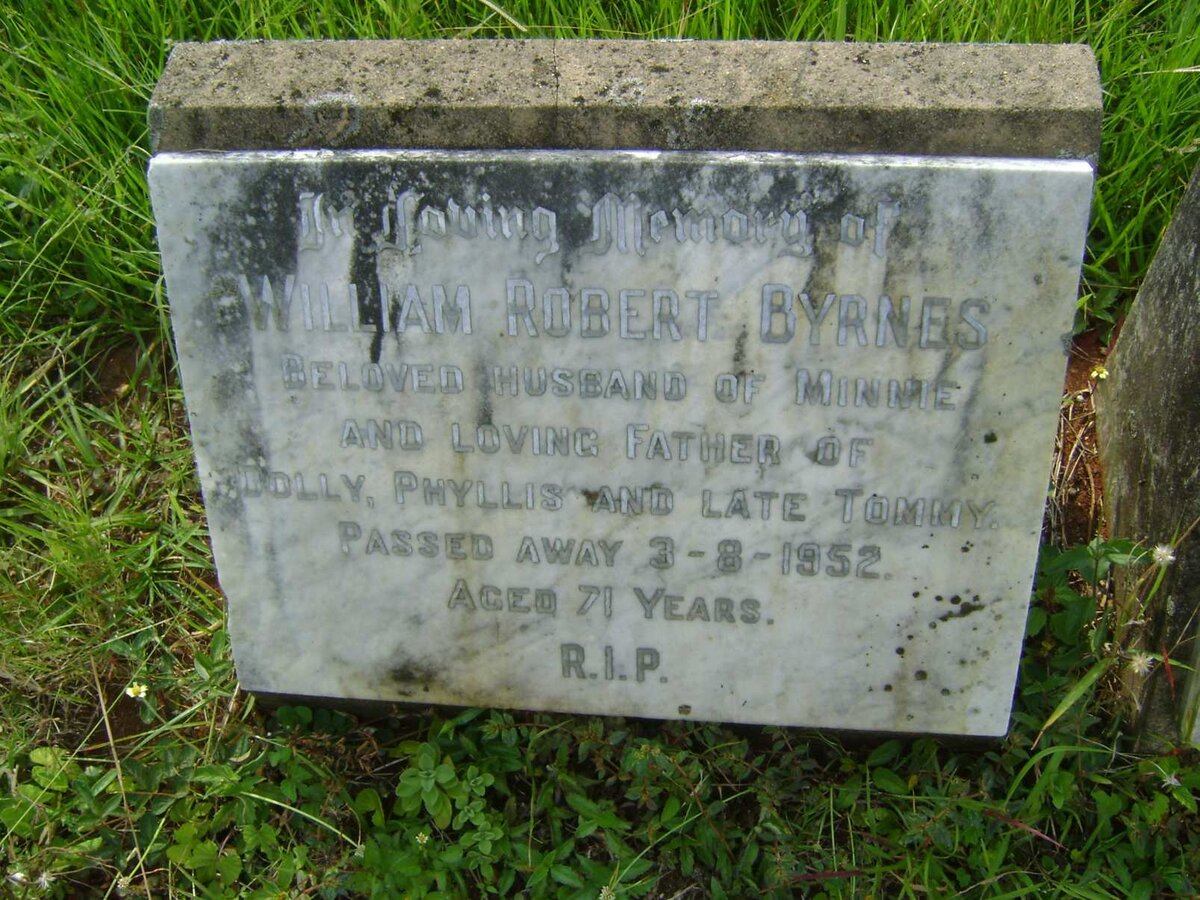 In Loving Memory of
WILLIAM ROBERT BYRNES
BELOVED HUSBAND OF MINNIE
AND LOVING FATHER OF
DOLLY, PHYLLIS AND LATE TOMMY.
PASSED AWAY 3-8-1952.
AGED 71 YEARS.
R.I.P.